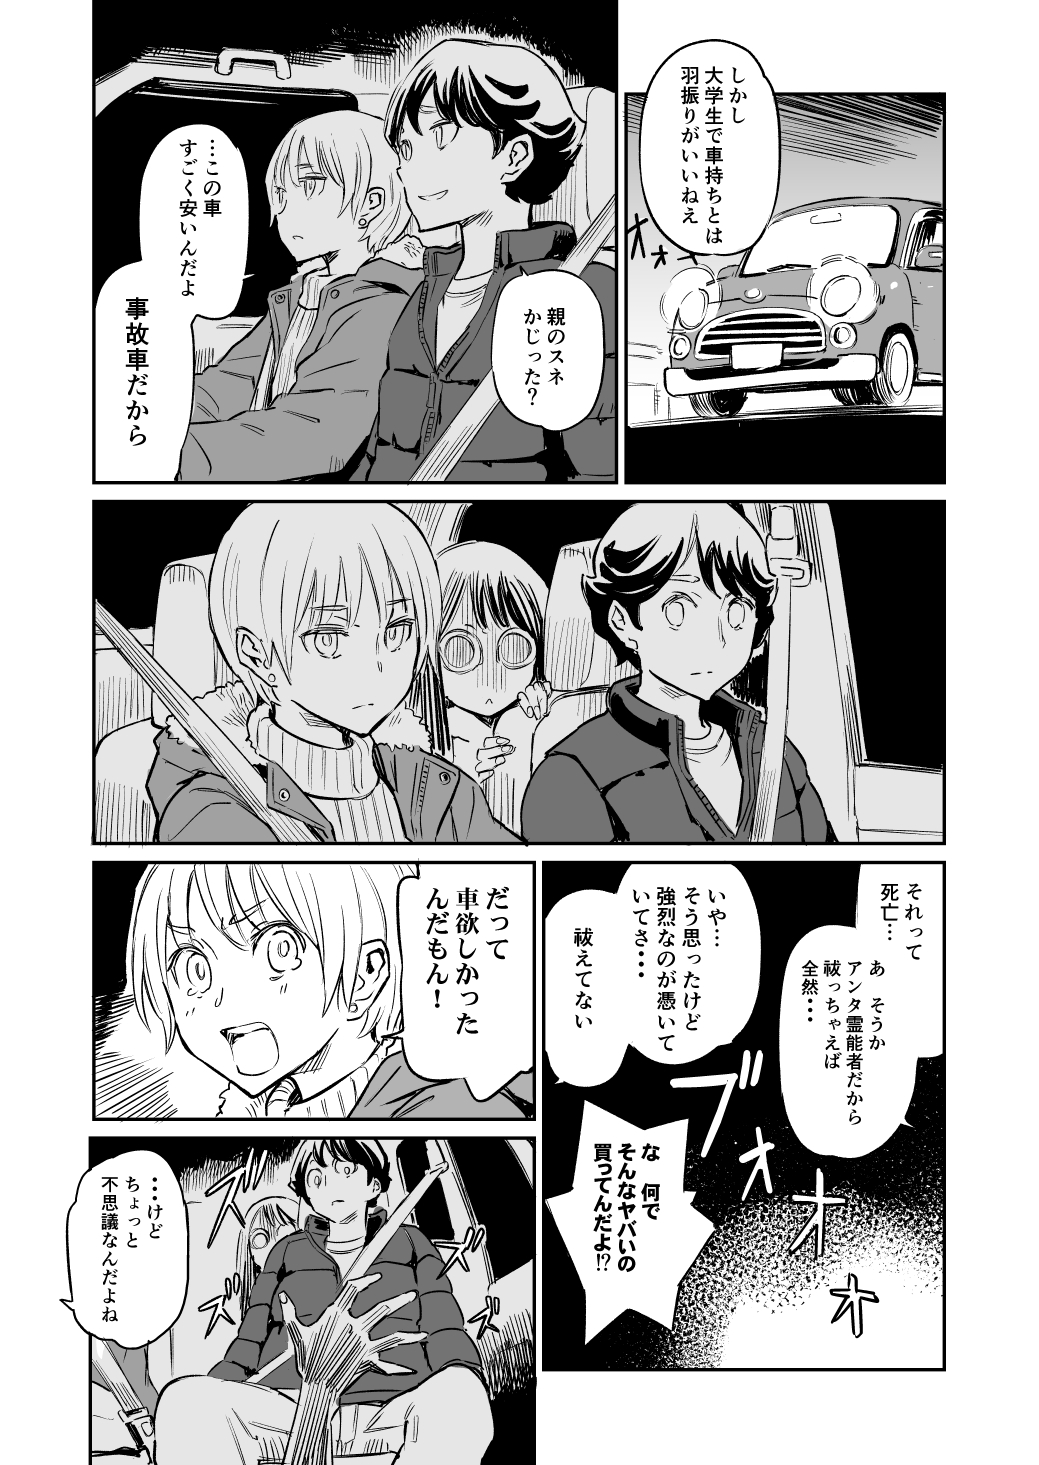 しかし
大学生で車持ちとは
羽振りがいいねえ
オオオ
親のスネ
かじった?
…この車
すごく安いんだよ
事故車だから
それって
死亡…
あ そうか
アンタ霊能者だから
祓っちゃえば
全然・・・
いや…
そう思ったけど
強烈なのが憑いて
いてさ・・・
祓えてない
ブオオオ
な 何で
そんなヤバいの
買ってんだよ!?
だって
車欲しかった
んだもん!
ズズズ
ズズズ
・・けど
ちょっと
不思議なんだよね